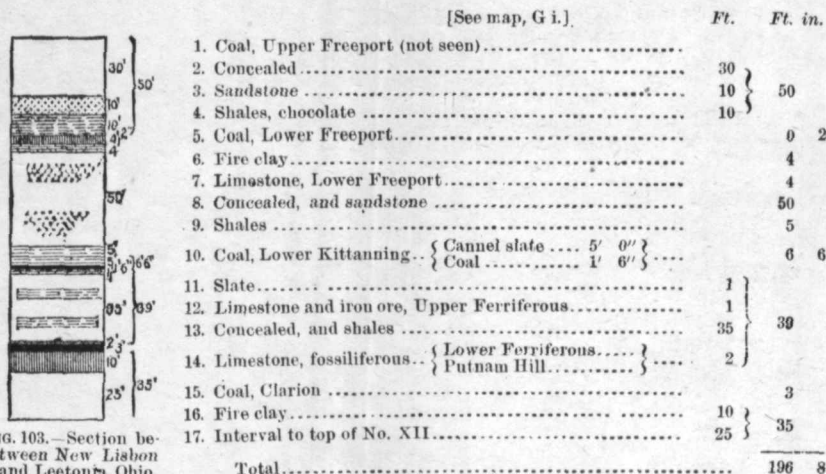 [See map, G i.] Ft. Ft. in.
1. Coal, Upper Freeport (not seen)
2. Concealed 30
3. Sandstone 10 50
4. Shales, chocolate 10
5. Coal, Lower Freeport 0 2
6. Fire clay 4
7. Limestone, Lower Freeport 4
8. Concealed, and sandstone 50
9. Shales 5
10. Coal, Lower Kittanning { Cannel slate 5' 0" } 6 6
{ Coal 1' 6" }
11. Slate 1
12. Limestone and iron ore, Upper Ferriferous 1
13. Concealed, and shales 35 39
14. Limestone, fossiliferous { Lower Ferriferous } 2
{ Putnam Hill }
15. Coal, Clarion 3
16. Fire clay 10
17. Interval to top of No. XII 25 35
Total 196 8
30'
50'
10'
10'
2"
4'
4'
50'
5'
6'6"
39'
2'
3'
10'
25'
35'
IG. 103.—Section be-
tween New Lisbon
and Leetonia, Ohio.